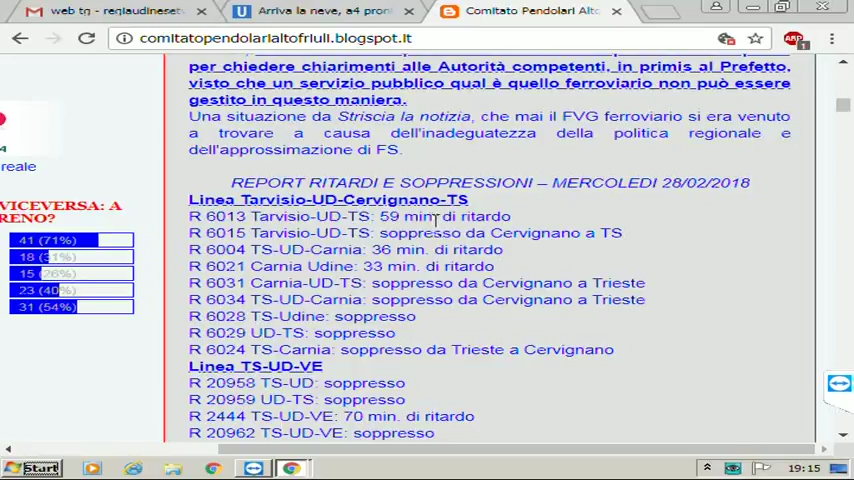 web tg - regiaudineset
Arriva la neve, a4 pron
Comitato Pendolari Alto
comitatopendolarialtofriuli.blogspot.it
per chiedere chiarimenti alle Autorità competenti, in primis al Prefetto,
visto che un servizio pubblico qual è quello ferroviario non può essere
gestito in questa maniera.
Una situazione da Striscia la notizia, che mai il FVG ferroviario si era venuto
a trovare a causa dell'inadeguatezza della politica regionale e
dell'approssimazione di FS.
REPORT RITARDI E SOPPRESSIONI – MERCOLEDI 28/02/2018
Linea Tarvisio-UD-Cervignano-TS
R 6013 Tarvisio-UD-TS: 59 min. di ritardo
R 6015 Tarvisio-UD-TS: soppresso da Cervignano a TS
R 6004 TS-UD-Carnia: 36 min. di ritardo
R 6021 Carnia Udine: 33 min. di ritardo
R 6031 Carnia-UD-TS: soppresso da Cervignano a Trieste
R 6034 TS-UD-Carnia: soppresso da Cervignano a Trieste
R 6028 TS-Udine: soppresso
R 6029 UD-TS: soppresso
R 6024 TS-Carnia: soppresso da Trieste a Cervignano
Linea TS-UD-VE
R 20958 TS-UD: soppresso
R 20959 UD-TS: soppresso
R 2444 TS-UD-VE: 70 min. di ritardo
R 20962 TS-UD-VE: soppresso
4
reale
VICEVERSA: A
RENO?
41 (71%)
18 (31%)
15 (26%)
23 (40%)
31 (54%)
Start
19:15